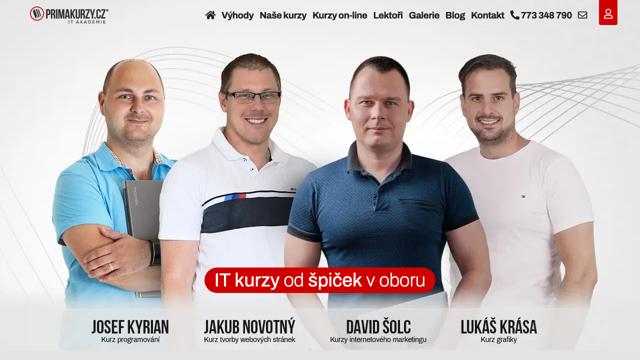 PRIMAKURZY.CZ
IT AKADEMIE
Výhody Naše kurzy Kurzy on-line Lektoři Galerie Blog Kontakt 773 348 790
IT kurzy od špiček v oboru
JOSEF KYRIAN JAKUB NOVOTNÝ DAVID ŠOLC LUKÁŠ KRÁSA
Kurz programování Kurz tvorby webových stránek Kurzy internetového marketingu Kurz grafiky